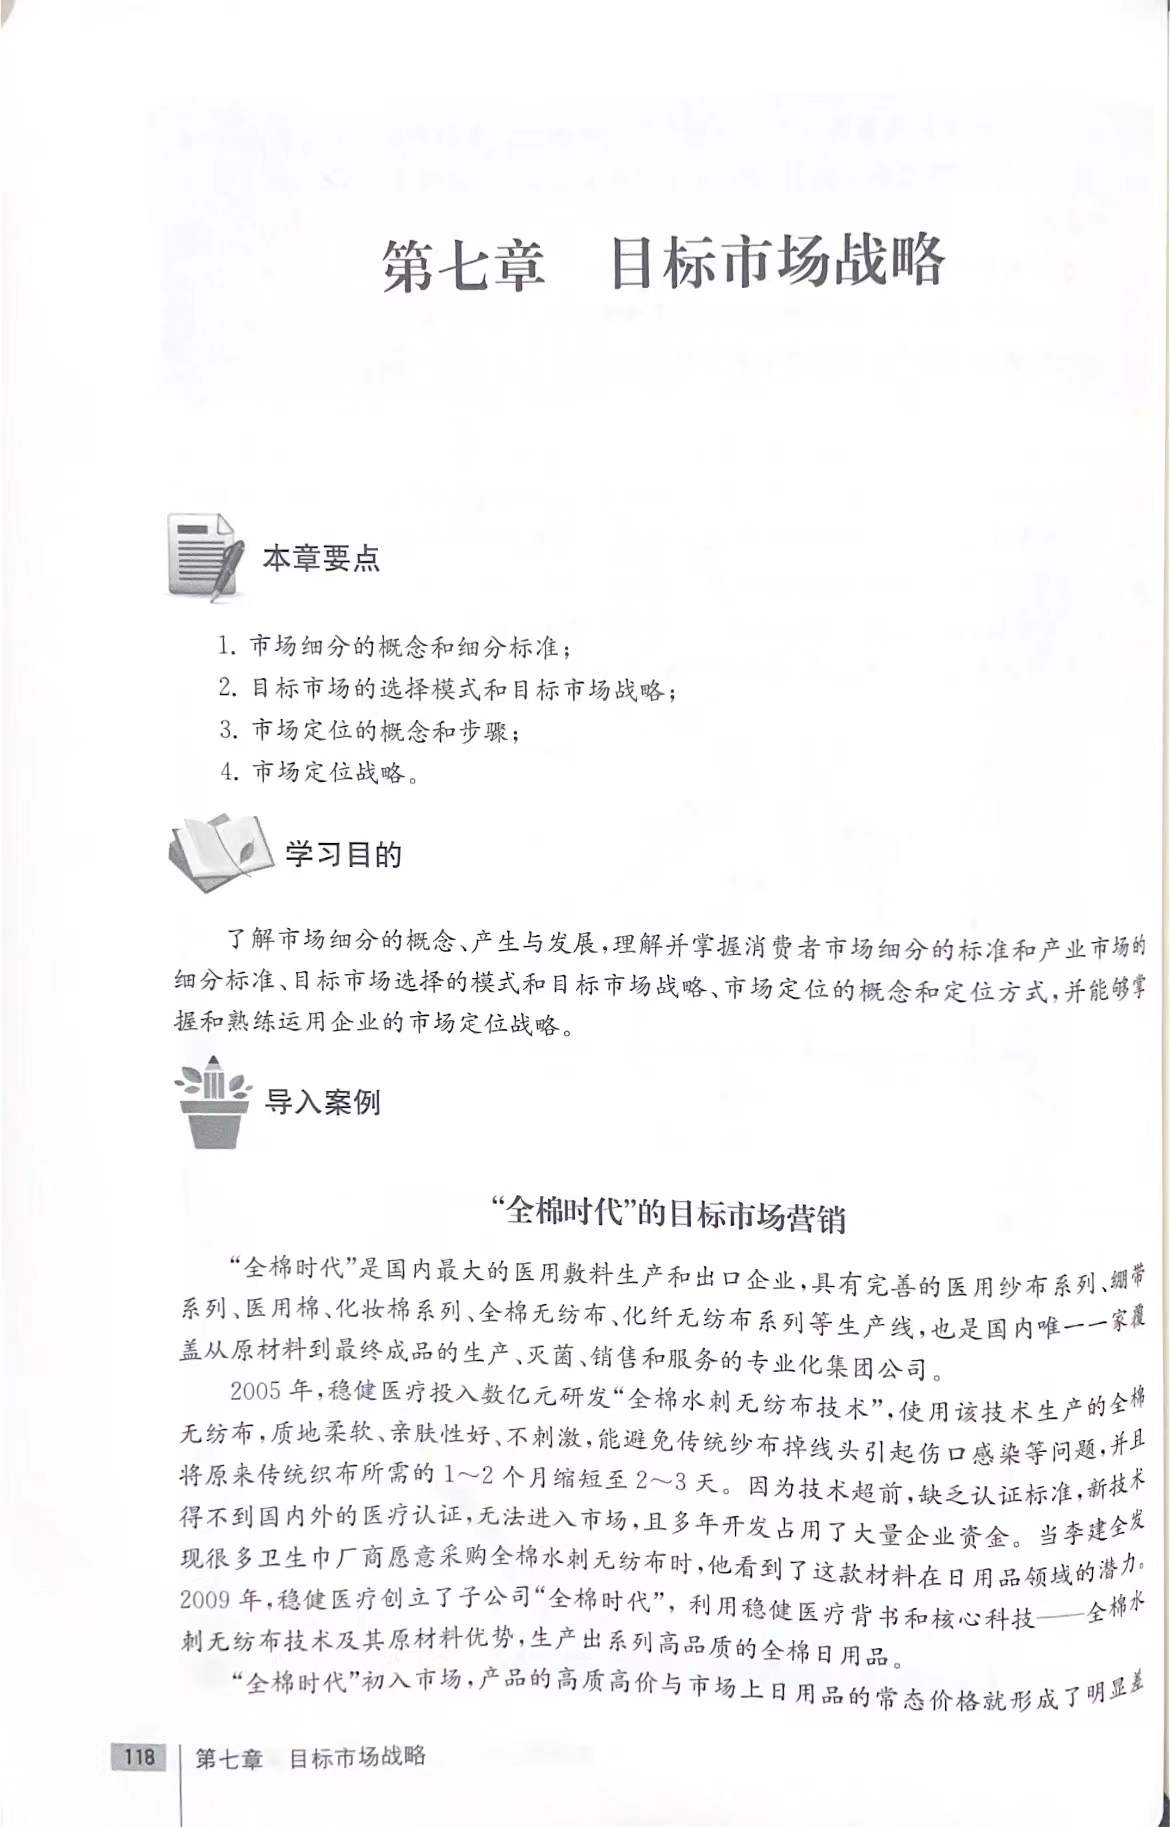 第七章 目标市场战略
本章要点
1. 市场细分的概念和细分标准；
2. 目标市场的选择模式和目标市场战略；
3. 市场定位的概念和步骤；
4. 市场定位战略。
学习目的
了解市场细分的概念、产生与发展，理解并掌握消费者市场细分的标准和产业市场的
细分标准、目标市场选择的模式和目标市场战略、市场定位的概念和定位方式，并能够掌
握和熟练运用企业的市场定位战略。
导入案例
“全棉时代”的目标市场营销
“全棉时代”是国内最大的医用敷料生产和出口企业，具有完善的医用纱布系列、绷带
系列、医用棉、化妆棉系列、全棉无纺布、化纤无纺布系列等生产线，也是国内唯一一家覆
盖从原材料到最终成品的生产、灭菌、销售和服务的专业化集团公司。
2005 年，稳健医疗投入数亿元研发“全棉水刺无纺布技术”，使用该技术生产的全棉
无纺布，质地柔软、亲肤性好、不刺激，能避免传统纱布掉线头引起伤口感染等问题，并且
将原来传统织布所需的 1～2 个月缩短至 2～3 天。因为技术超前，缺乏认证标准，新技术
得不到国内外的医疗认证，无法进入市场，且多年开发占用了大量企业资金。当李建全发
现很多卫生巾厂商愿意采购全棉水刺无纺布时，他看到了这款材料在日用品领域的潜力。
2009 年，稳健医疗创立了子公司“全棉时代”，利用稳健医疗背书和核心科技——全棉水
刺无纺布技术及其原材料优势，生产出系列高品质的全棉日用品。
“全棉时代”初入市场，产品的高质高价与市场上日用品的常态价格就形成了明显差
118 第七章 目标市场战略